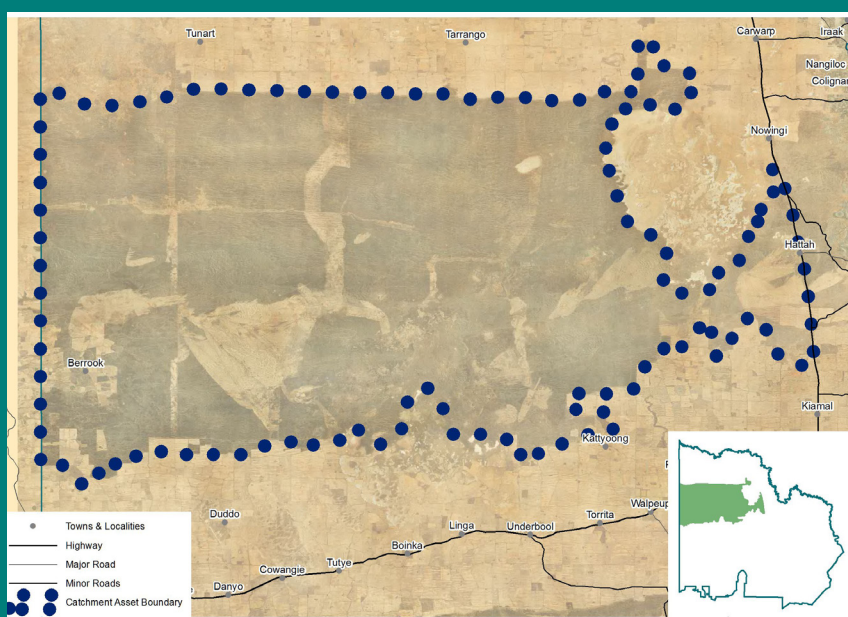 Tunart
Tarrango
Carwarp
Iraak
Nangiloc
Colignan
Nowingi
Hattah
Berrook
Kiamal
Kattyoong
Duddo
Walpeup
Torrita
Linga
Underbool
Boinka
Tutye
Cowangie
Danyo
Towns & Localities
Highway
Major Road
Minor Roads
Catchment Asset Boundary